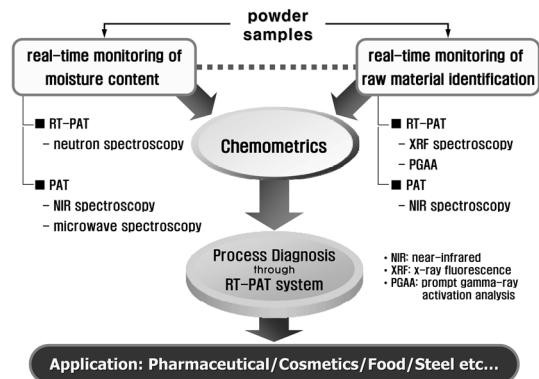 powder
samples
real-time monitoring of
moisture content
real-time monitoring of
raw material identification
■ RT-PAT
- neutron spectroscopy
■ PAT
- NIR spectroscopy
- microwave spectroscopy
Chemometrics
■ RT-PAT
- XRF spectroscopy
- PGAA
■ PAT
- NIR spectroscopy
Process Diagnosis
through
RT-PAT system
• NIR: near-infrared
• XRF: x-ray fluorescence
• PGAA: prompt gamma-ray
activation analysis
Application: Pharmaceutical/Cosmetics/Food/Steel etc...